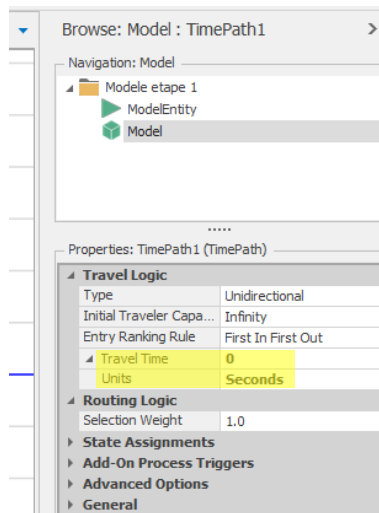 Browse: Model : TimePath1
Navigation: Model
Modele etape 1
ModelEntity
Model
Properties: TimePath1 (TimePath)
Travel Logic
Type Unidirectional
Initial Traveler Capa... Infinity
Entry Ranking Rule First In First Out
Travel Time 0
Units Seconds
Routing Logic
Selection Weight 1.0
State Assignments
Add-On Process Triggers
Advanced Options
General